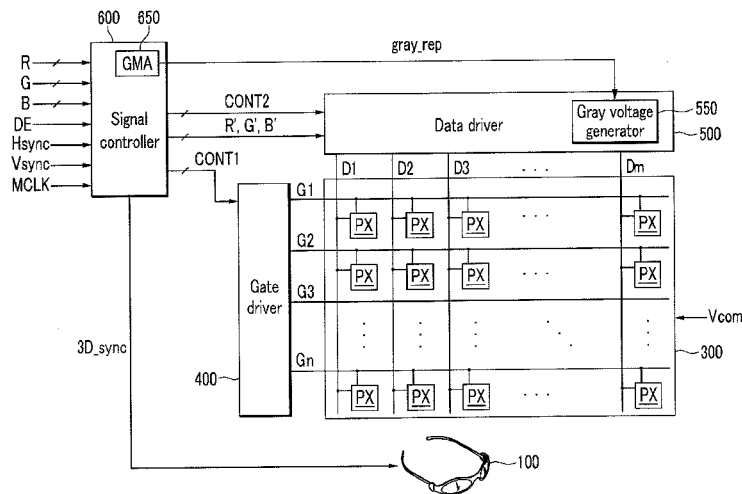 600
650
R
G
B
DE
Hsync
Vsync
MCLK
GMA
Signal
controller
gray_rep
CONT2
R', G', B'
CONT1
Data driver
Gray voltage
generator
550
500
D1 D2 D3 · · · Dm
G1
G2
G3
Gn
PX PX PX · · · PX
PX PX PX · · · PX
PX PX PX · · · PX
Gate
driver
400
Vcom
300
3D_sync
100